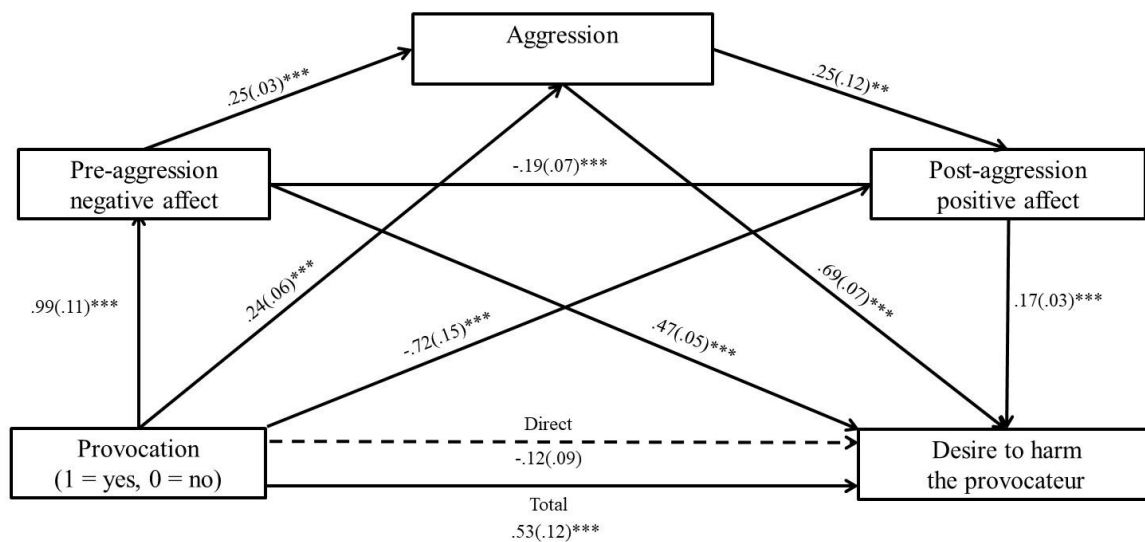 Aggression
.25(.03)***
.25(.12)**
Pre-aggression
negative affect
-.19(.07)***
Post-aggression
positive affect
.99(.11)***
.24(.06)***
-.72(.15)***
.47(.05)***
.69(.07)***
.17(.03)***
Provocation
(1 = yes, 0 = no)
Direct
-.12(.09)
Total
.53(.12)***
Desire to harm
the provocateur